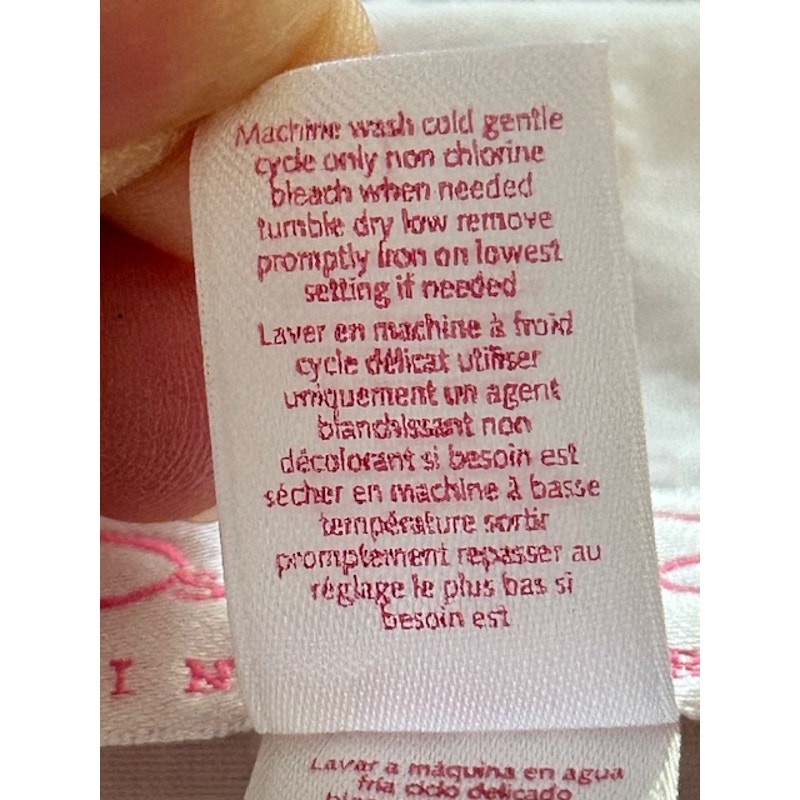 Machine wash cold gentle
cycle only non chlorine
bleach when needed
tumble dry low remove
promptly iron on lowest
setting if needed
Laver en machine à froid
cycle délicat utiliser
uniquement un agent
blanchissant non
décolorant si besoin est
sécher en machine à basse
température sortir
promptement repasser au
réglage le plus bas si
besoin est
I N
R
Lavar a máquina en agua
fría ciclo delicado